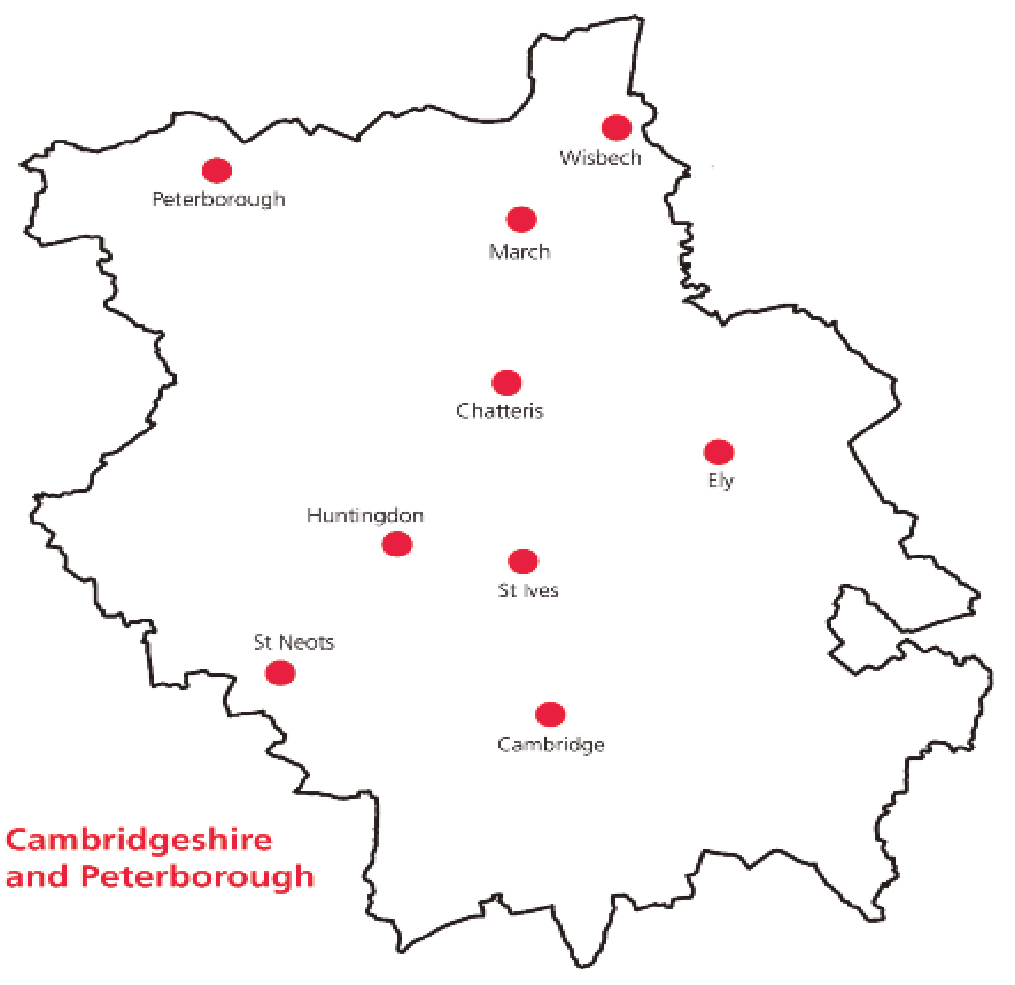 Wisbech
Peterborough
March
Chatteris
Ely
Huntingdon
St Ives
St Neots
Cambridge
Cambridgeshire
and Peterborough